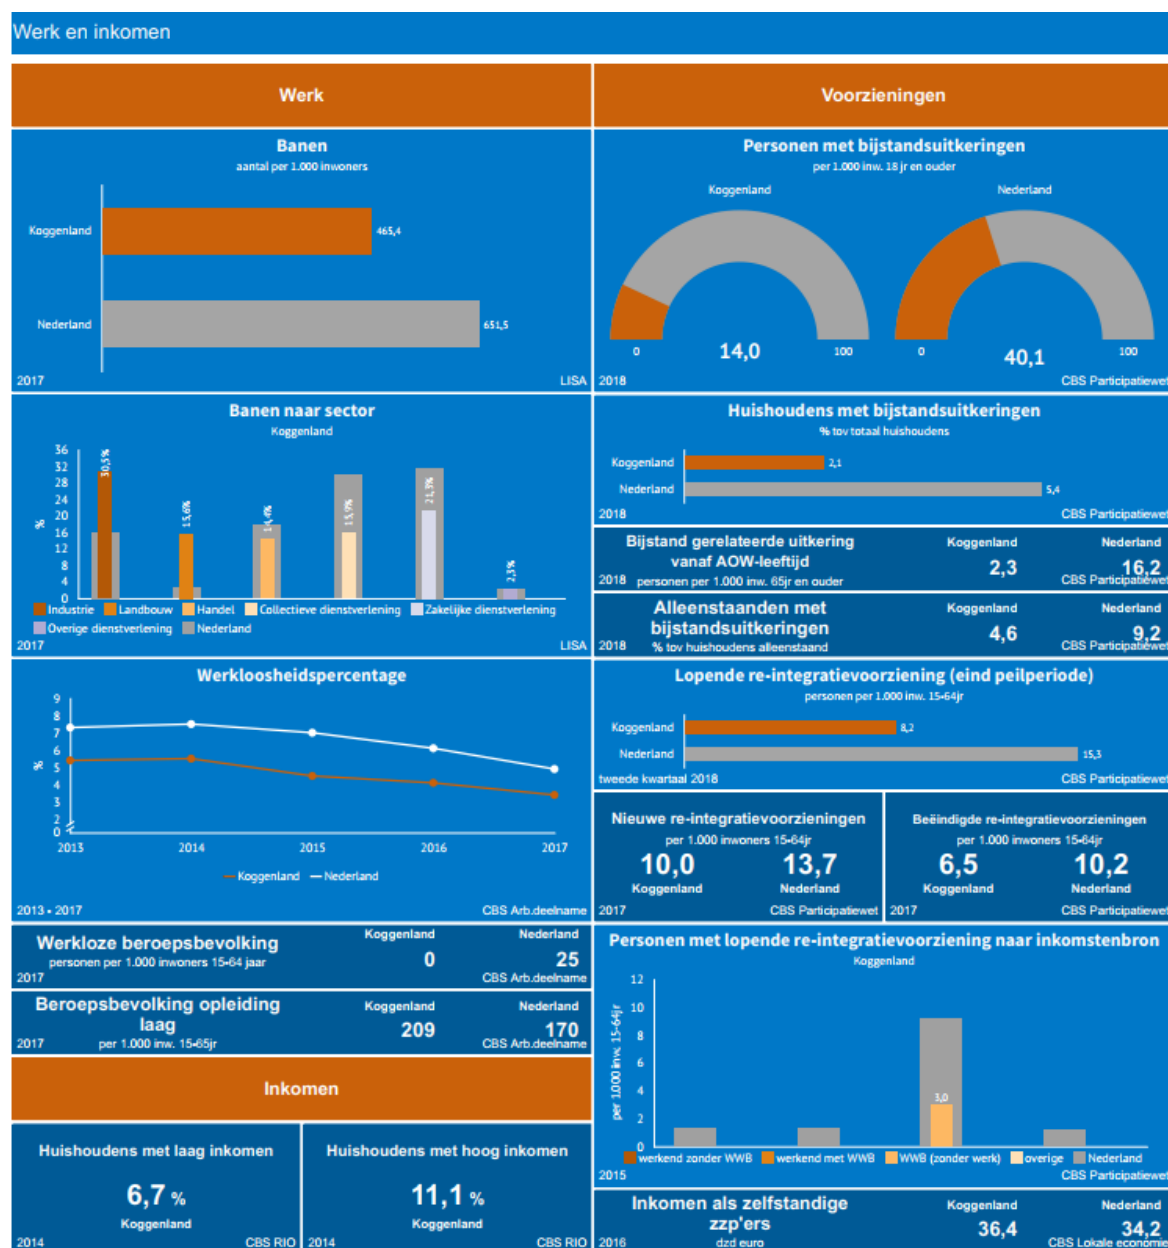 Werk en inkomen
Werk
Banen
aantal per 1.000 inwoners
Koggenland
465,4
Nederland
651,5
2017
LISA
Banen naar sector
Koggenland
36
32
28
24
20
16
12
8
4
0
%
30,5%
15,6%
14,4%
15,9%
21,3%
2,3%
Industrie
Landbouw
Handel
Collectieve dienstverlening
Zakelijke dienstverlening
Overige dienstverlening
Nederland
2017
LISA
Werkloosheidspercentage
9
8
7
6
5
4
3
2
0
%
2013
2014
2015
2016
2017
Koggenland
Nederland
2013 - 2017
CBS Arb.deelname
Werkloze beroepsbevolking
personen per 1.000 inwoners 15-64 jaar
Koggenland
Nederland
0
25
2017
CBS Arb.deelname
Beroepsbevolking opleiding
laag
per 1.000 inw. 15-65jr
Koggenland
Nederland
209
170
2017
CBS Arb.deelname
Inkomen
Huishoudens met laag inkomen
6,7 %
Koggenland
2014
CBS RIO
Huishoudens met hoog inkomen
11,1 %
Koggenland
2014
CBS RIO
Voorzieningen
Personen met bijstandsuitkeringen
per 1.000 inw. 18 jr en ouder
Koggenland
Nederland
0
14,0
100
0
40,1
100
2018
CBS Participatiewet
Huishoudens met bijstandsuitkeringen
% tov totaal huishoudens
Koggenland
2,1
Nederland
5,4
2018
CBS Participatiewet
Bijstand gerelateerde uitkering
vanaf AOW-leeftijd
personen per 1.000 inw. 65jr en ouder
Koggenland
Nederland
2,3
16,2
2018
CBS Participatiewet
Alleenstaanden met
bijstandsuitkeringen
% tov huishoudens alleenstaand
Koggenland
Nederland
4,6
9,2
2018
CBS Participatiewet
Lopende re-integratievoorziening (eind peilperiode)
personen per 1.000 inw. 15-64jr
Koggenland
8,2
Nederland
15,3
tweede kwartaal 2018
CBS Participatiewet
Nieuwe re-integratievoorzieningen
per 1.000 inwoners 15-64jr
10,0
13,7
Koggenland
Nederland
2017
CBS Participatiewet
Beëindigde re-integratievoorzieningen
per 1.000 inwoners 15-64jr
6,5
10,2
Koggenland
Nederland
2017
CBS Participatiewet
Personen met lopende re-integratievoorziening naar inkomstenbron
Koggenland
12
10
8
6
4
2
0
per 1.000 inw. 15-64jr
3,0
werkend zonder WWB
werkend met WWB
WWB (zonder werk)
overige
Nederland
2015
CBS Participatiewet
Inkomen als zelfstandige
zzp'ers
dzd euro
Koggenland
Nederland
36,4
34,2
2016
CBS Lokale economie